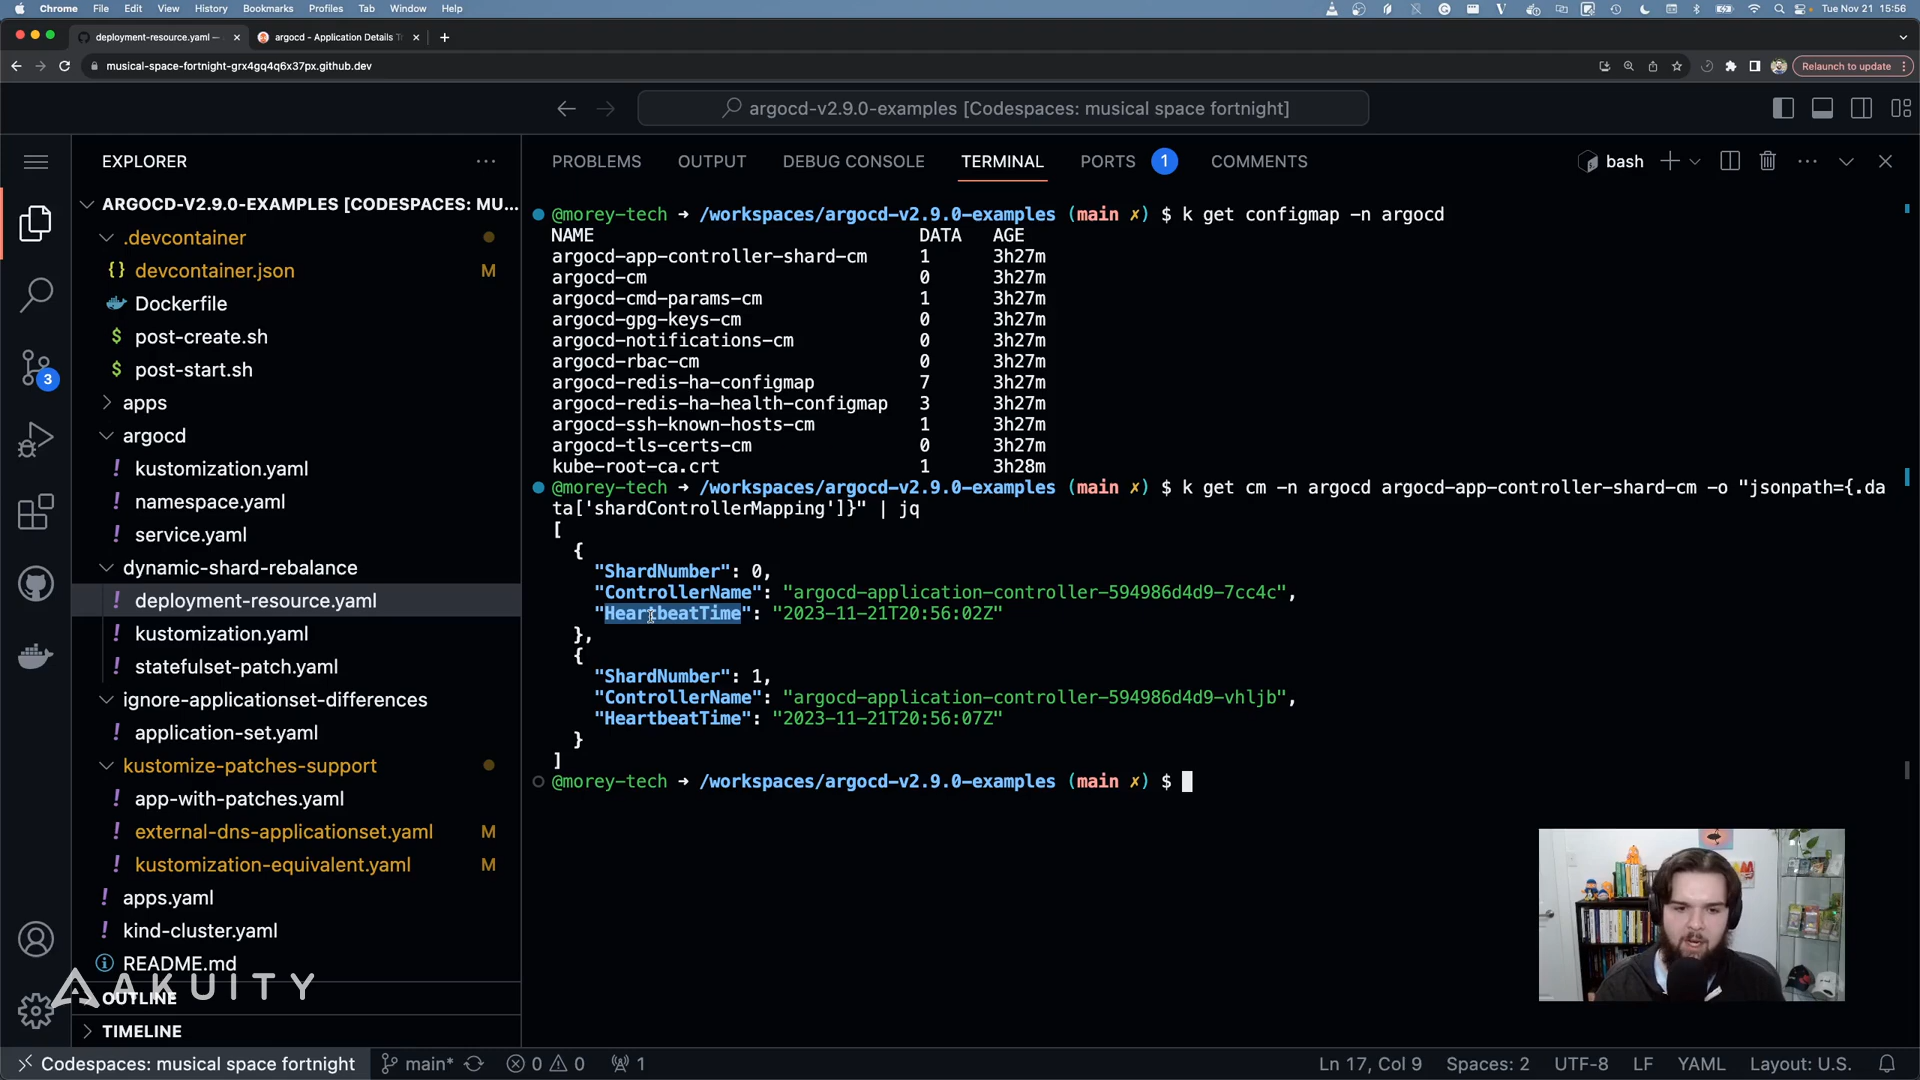 Chrome File Edit View History Bookmarks Profiles Tab Window Help Tue Nov 21 15:56
deployment-resource.yaml — argocd - Application Details T
musical-space-fortnight-grx4gq4q6x37px.github.dev Relaunch to update
argocd-v2.9.0-examples [Codespaces: musical space fortnight]
EXPLORER
ARGOCD-V2.9.0-EXAMPLES [CODESPACES: MU...
.devcontainer
{} devcontainer.json M
Dockerfile
$ post-create.sh
$ post-start.sh
apps
argocd
! kustomization.yaml
! namespace.yaml
! service.yaml
dynamic-shard-rebalance
! deployment-resource.yaml
! kustomization.yaml
! statefulset-patch.yaml
ignore-applicationset-differences
! application-set.yaml
kustomize-patches-support
! app-with-patches.yaml
! external-dns-applicationset.yaml M
! kustomization-equivalent.yaml M
! apps.yaml
! kind-cluster.yaml
README.md
OUTLINE
TIMELINE
3
AKUITY
PROBLEMS OUTPUT DEBUG CONSOLE TERMINAL PORTS 1 COMMENTS bash
@morey-tech ➜ /workspaces/argocd-v2.9.0-examples (main ✗) $ k get configmap -n argocd
NAME DATA AGE
argocd-app-controller-shard-cm 1 3h27m
argocd-cm 0 3h27m
argocd-cmd-params-cm 1 3h27m
argocd-gpg-keys-cm 0 3h27m
argocd-notifications-cm 0 3h27m
argocd-rbac-cm 0 3h27m
argocd-redis-ha-configmap 7 3h27m
argocd-redis-ha-health-configmap 3 3h27m
argocd-ssh-known-hosts-cm 1 3h27m
argocd-tls-certs-cm 0 3h27m
kube-root-ca.crt 1 3h28m
@morey-tech ➜ /workspaces/argocd-v2.9.0-examples (main ✗) $ k get cm -n argocd argocd-app-controller-shard-cm -o "jsonpath={.da
ta['shardControllerMapping']}" | jq
[
{
"ShardNumber": 0,
"ControllerName": "argocd-application-controller-594986d4d9-7cc4c",
"HeartbeatTime": "2023-11-21T20:56:02Z"
},
{
"ShardNumber": 1,
"ControllerName": "argocd-application-controller-594986d4d9-vhljb",
"HeartbeatTime": "2023-11-21T20:56:07Z"
}
]
@morey-tech ➜ /workspaces/argocd-v2.9.0-examples (main ✗) $
Codespaces: musical space fortnight main* 0 0 1 Ln 17, Col 9 Spaces: 2 UTF-8 LF YAML Layout: U.S.